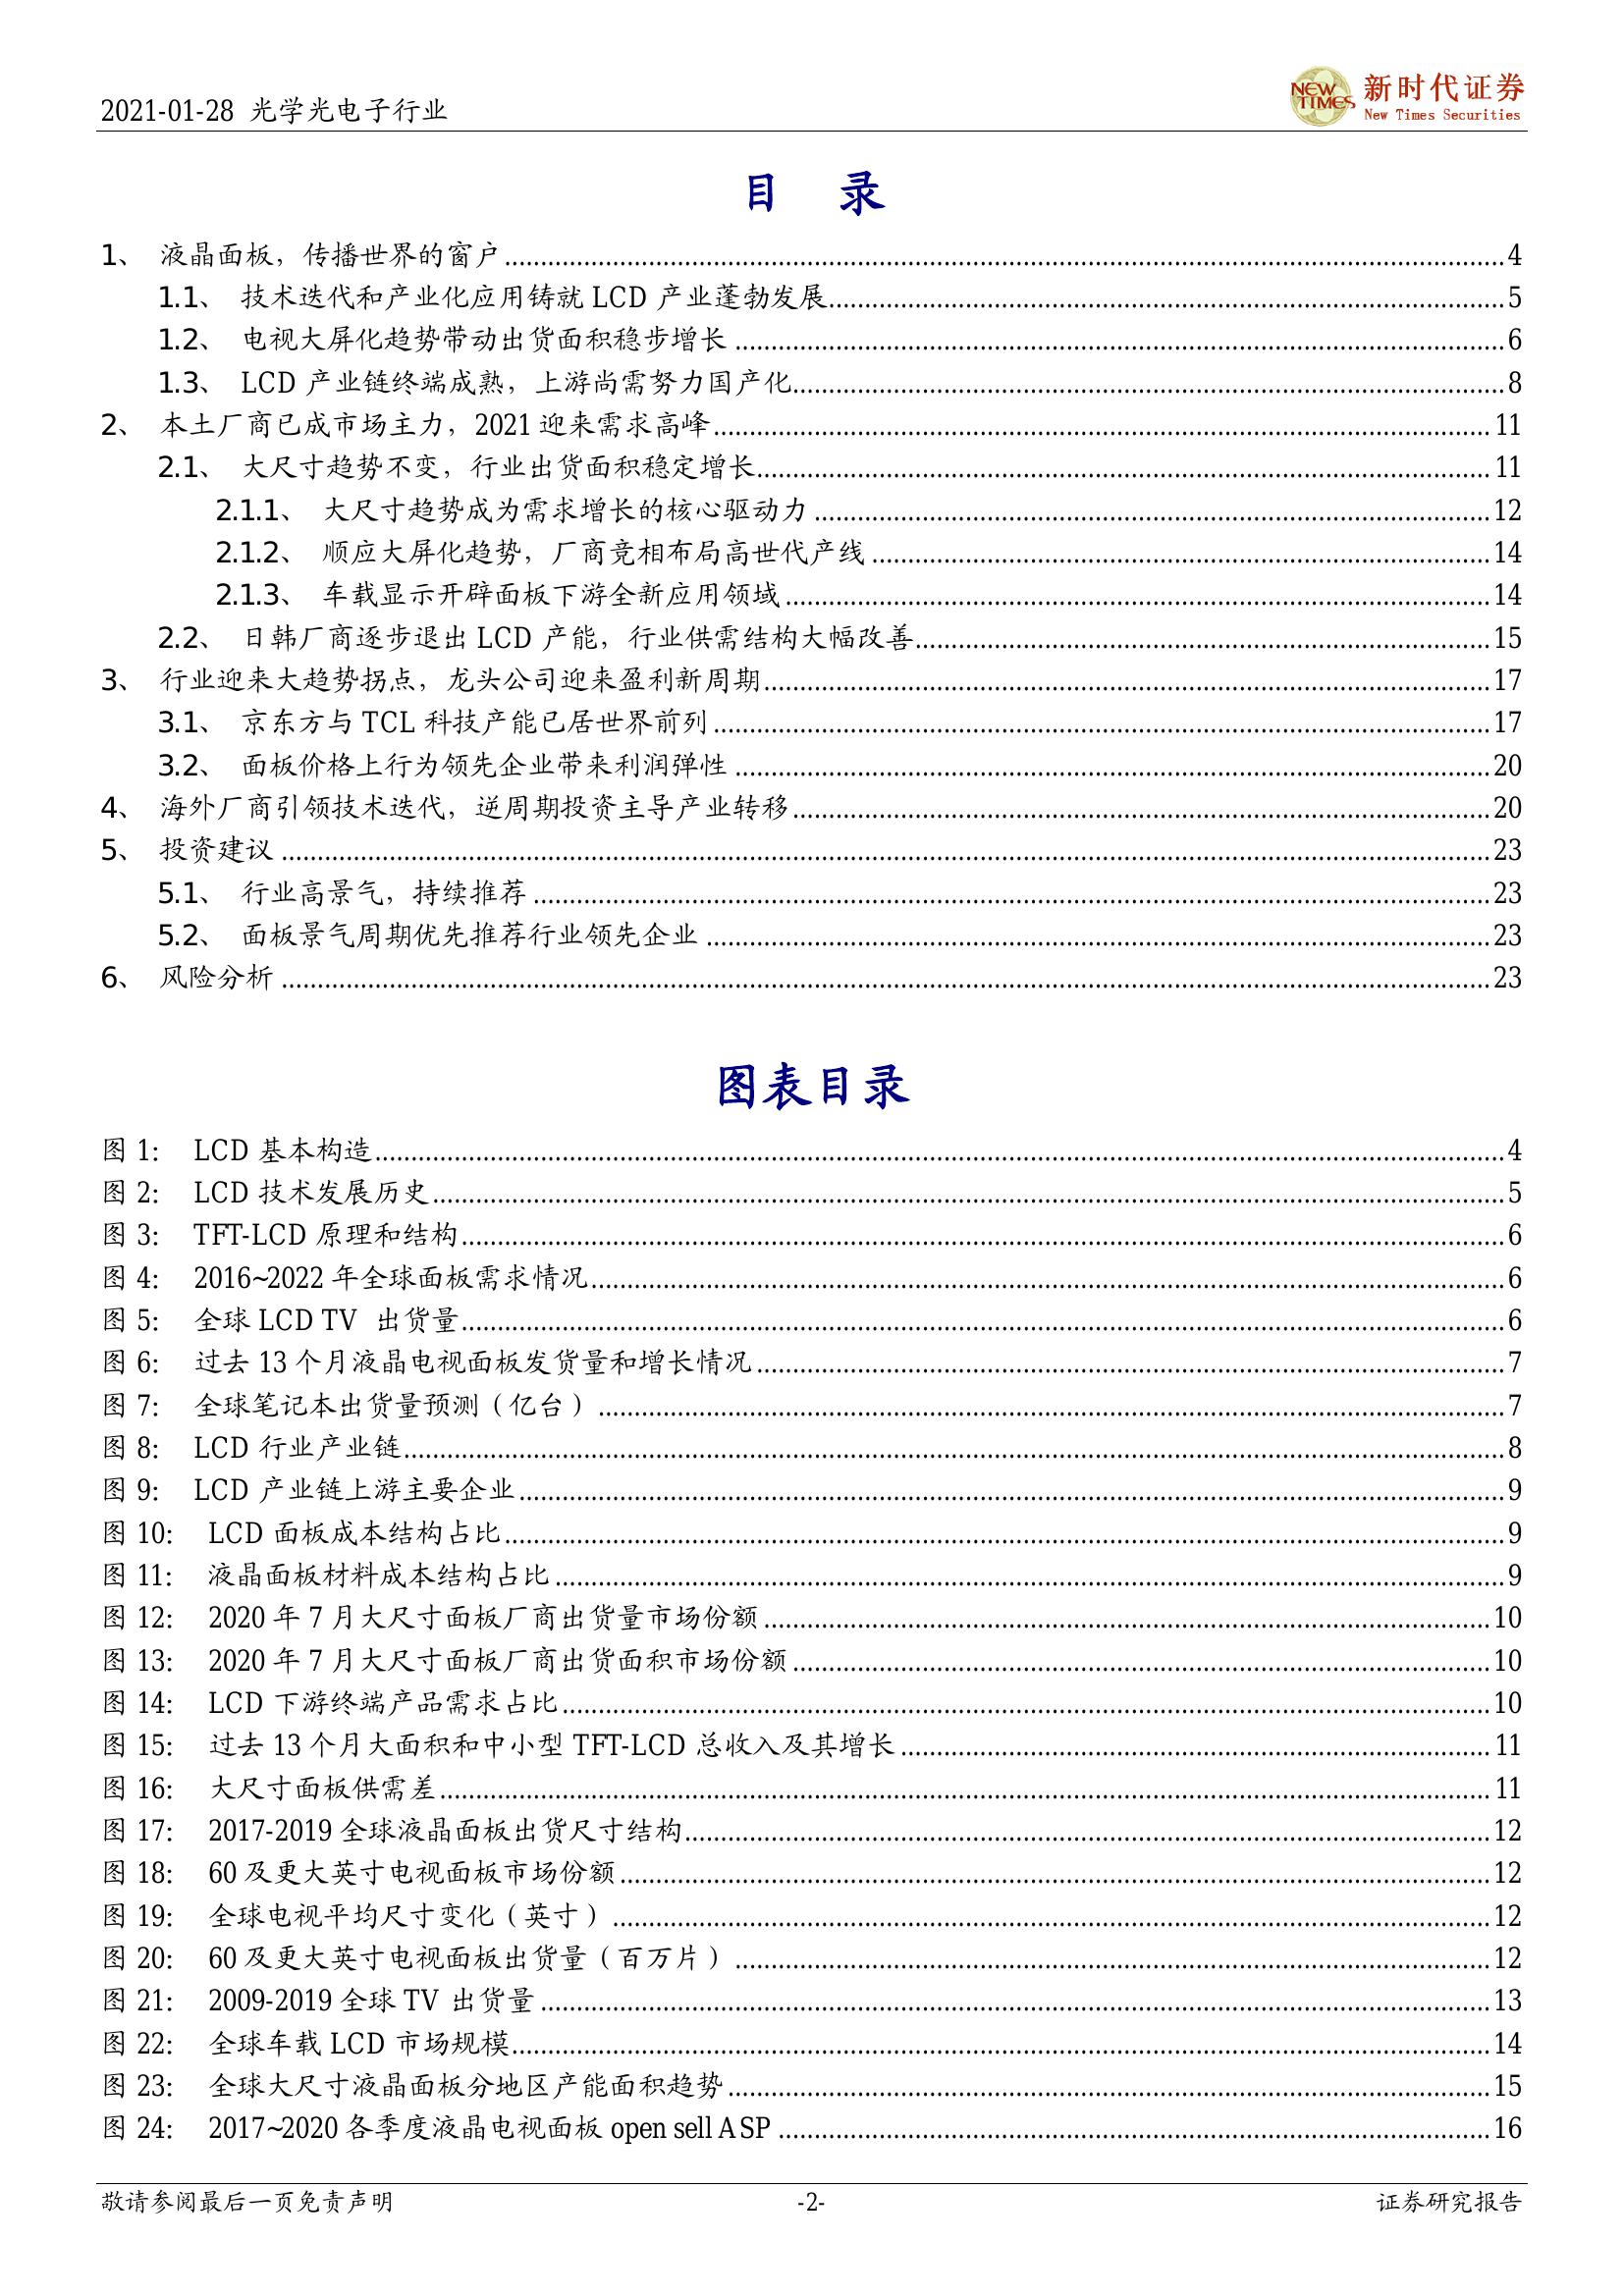 2021-01-28 光学光电子行业
NEW TIMES
新时代证券
New Times Securities
目 录
1、 液晶面板，传播世界的窗户 4
1.1、 技术迭代和产业化应用铸就 LCD 产业蓬勃发展 5
1.2、 电视大屏化趋势带动出货面积稳步增长 6
1.3、 LCD 产业链终端成熟，上游尚需努力国产化 8
2、 本土厂商已成市场主力，2021 迎来需求高峰 11
2.1、 大尺寸趋势不变，行业出货面积稳定增长 11
2.1.1、 大尺寸趋势成为需求增长的核心驱动力 12
2.1.2、 顺应大屏化趋势，厂商竞相布局高世代产线 14
2.1.3、 车载显示开辟面板下游全新应用领域 14
2.2、 日韩厂商逐步退出 LCD 产能，行业供需结构大幅改善 15
3、 行业迎来大趋势拐点，龙头公司迎来盈利新周期 17
3.1、 京东方与 TCL 科技产能已居世界前列 17
3.2、 面板价格上行为领先企业带来利润弹性 20
4、 海外厂商引领技术迭代，逆周期投资主导产业转移 20
5、 投资建议 23
5.1、 行业高景气，持续推荐 23
5.2、 面板景气周期优先推荐行业领先企业 23
6、 风险分析 23
图表目录
图 1： LCD 基本构造 4
图 2： LCD 技术发展历史 5
图 3： TFT-LCD 原理和结构 6
图 4： 2016~2022 年全球面板需求情况 6
图 5： 全球 LCD TV 出货量 6
图 6： 过去 13 个月液晶电视面板发货量和增长情况 7
图 7： 全球笔记本出货量预测（亿台） 7
图 8： LCD 行业产业链 8
图 9： LCD 产业链上游主要企业 9
图 10： LCD 面板成本结构占比 9
图 11： 液晶面板材料成本结构占比 9
图 12： 2020 年 7 月大尺寸面板厂商出货量市场份额 10
图 13： 2020 年 7 月大尺寸面板厂商出货面积市场份额 10
图 14： LCD 下游终端产品需求占比 10
图 15： 过去 13 个月大面积和中小型 TFT-LCD 总收入及其增长 11
图 16： 大尺寸面板供需差 11
图 17： 2017-2019 全球液晶面板出货尺寸结构 12
图 18： 60 及更大英寸电视面板市场份额 12
图 19： 全球电视平均尺寸变化（英寸） 12
图 20： 60 及更大英寸电视面板出货量（百万片） 12
图 21： 2009-2019 全球 TV 出货量 13
图 22： 全球车载 LCD 市场规模 14
图 23： 全球大尺寸液晶面板分地区产能面积趋势 15
图 24： 2017~2020 各季度液晶电视面板 open sell ASP 16
敬请参阅最后一页免责声明 -2- 证券研究报告